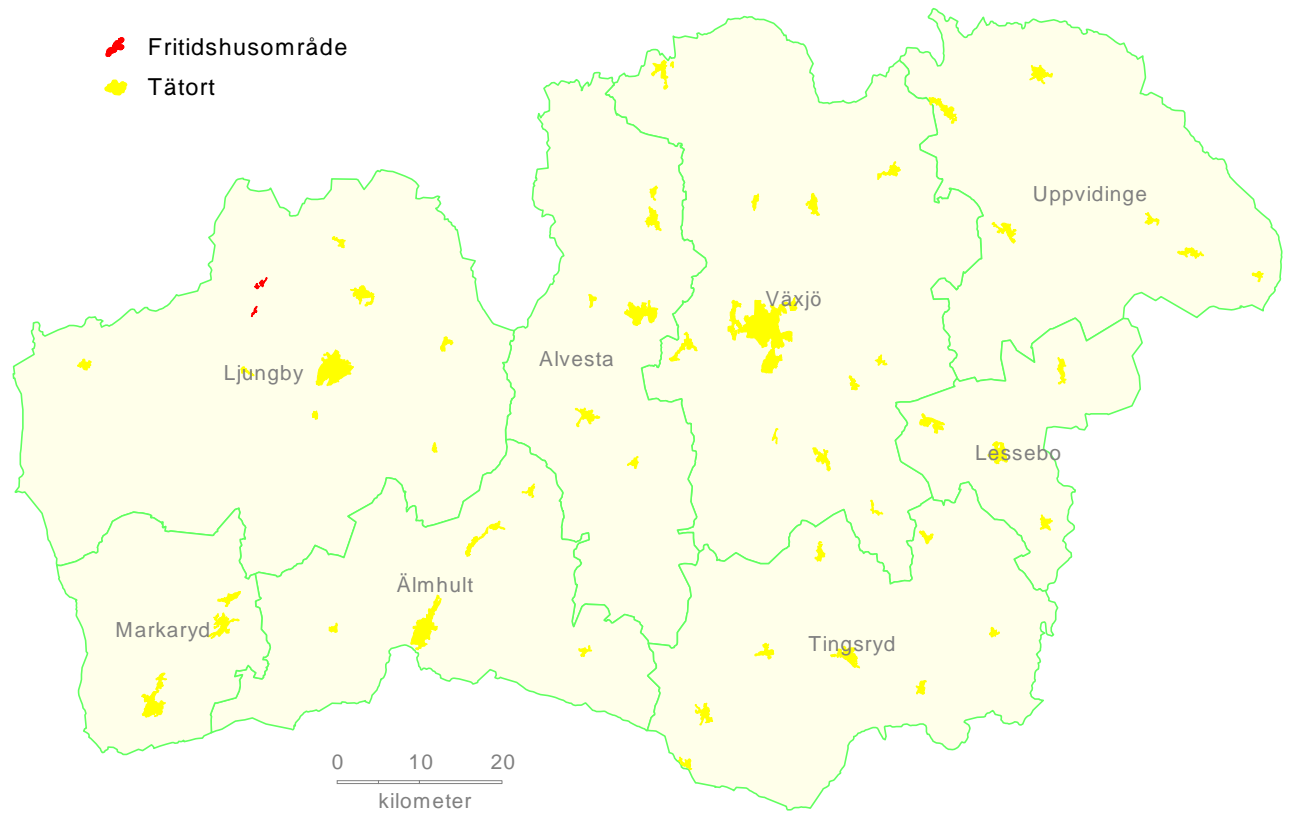 Fritidshusområde
Tätort
Uppvidinge
Växjö
Alvesta
Ljungby
Lessebo
Älmhult
Markaryd
Tingsryd
0 10 20
kilometer